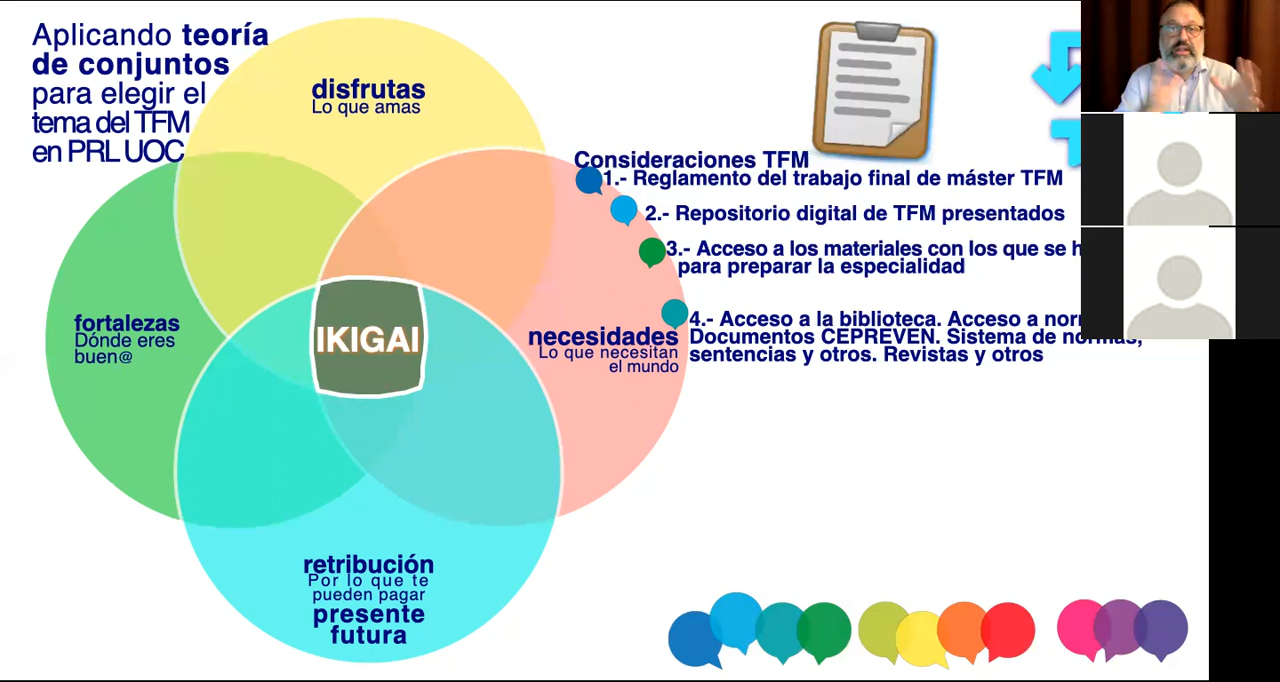 Aplicando teoría
de conjuntos
para elegir el
tema del TFM
en PRL UOC
disfrutas
Lo que amas
fortalezas
Dónde eres
buen@
IKIGAI
necesidades
Lo que necesitan
el mundo
retribución
Por lo que te
pueden pagar
presente
futura
Consideraciones TFM
1.- Reglamento del trabajo final de máster TFM
2.- Repositorio digital de TFM presentados
3.- Acceso a los materiales con los que se
para preparar la especialidad
4.- Acceso a la biblioteca. Acceso a
Documentos CEPREVEN. Sistema de normas,
sentencias y otros. Revistas y otros